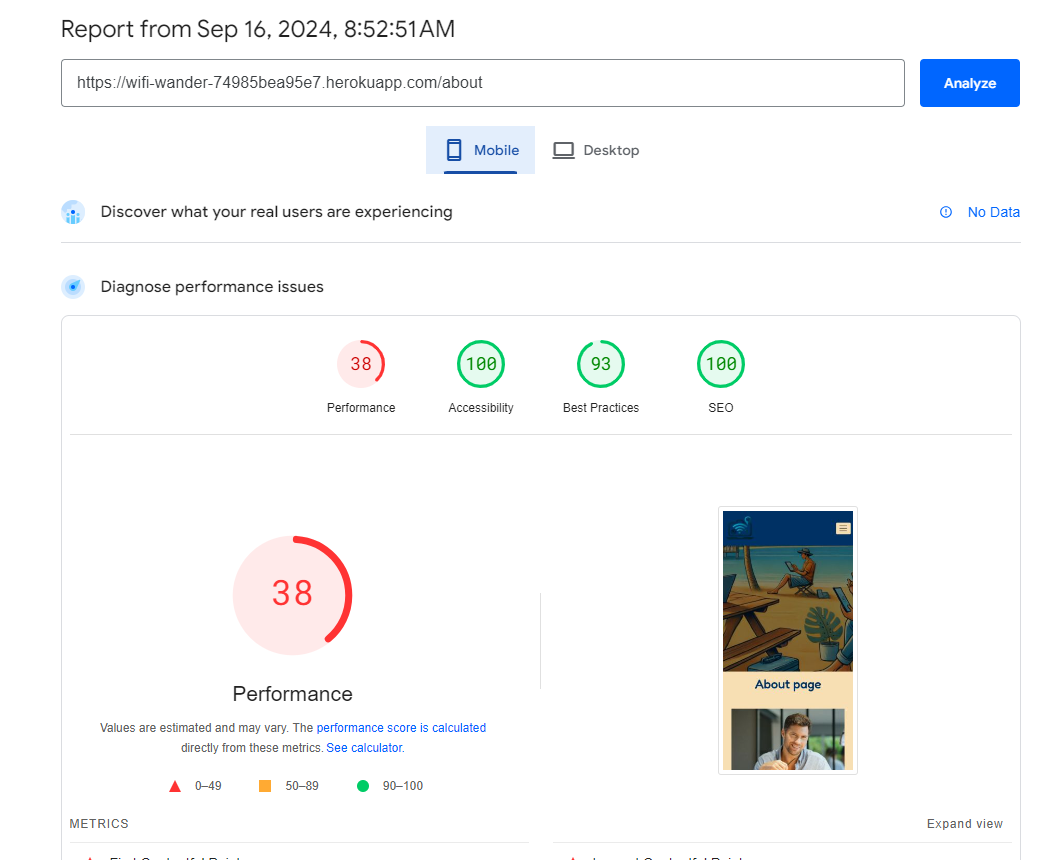 Report from Sep 16, 2024, 8:52:51 AM
https://wifi-wander-74985bea95e7.herokuapp.com/about
Analyze
Mobile
Desktop
Discover what your real users are experiencing
No Data
Diagnose performance issues
38
100
93
100
Performance
Accessibility
Best Practices
SEO
38
Performance
Values are estimated and may vary. The performance score is calculated
directly from these metrics. See calculator.
0–49
50–89
90–100
About page
METRICS
Expand view